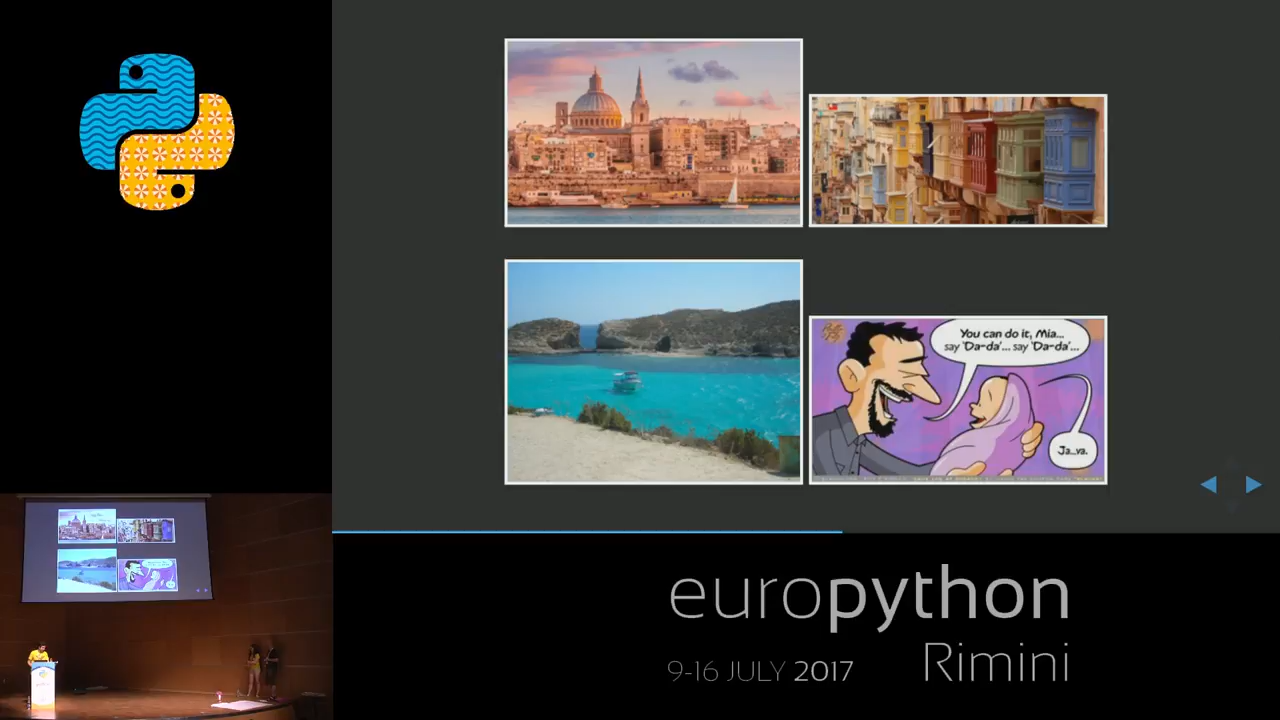 You can do it, Mia...
say 'Da-da'... say 'Da-da'...
Ja...va.
europython
Rimini
9-16 JULY 2017